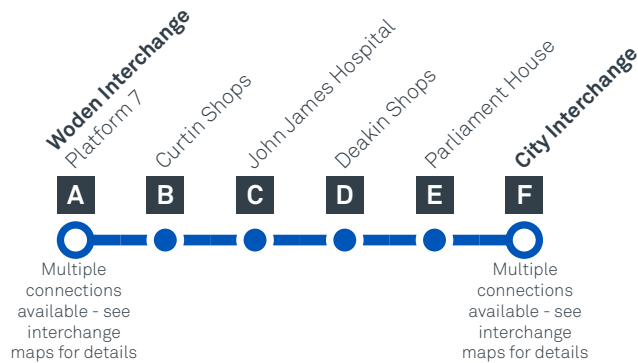 Woden Interchange
Platform 7
Curtin Shops
John James Hospital
Deakin Shops
Parliament House
City Interchange
A
B
C
D
E
F
Multiple
connections
available - see
interchange
maps for details
Multiple
connections
available - see
interchange
maps for details